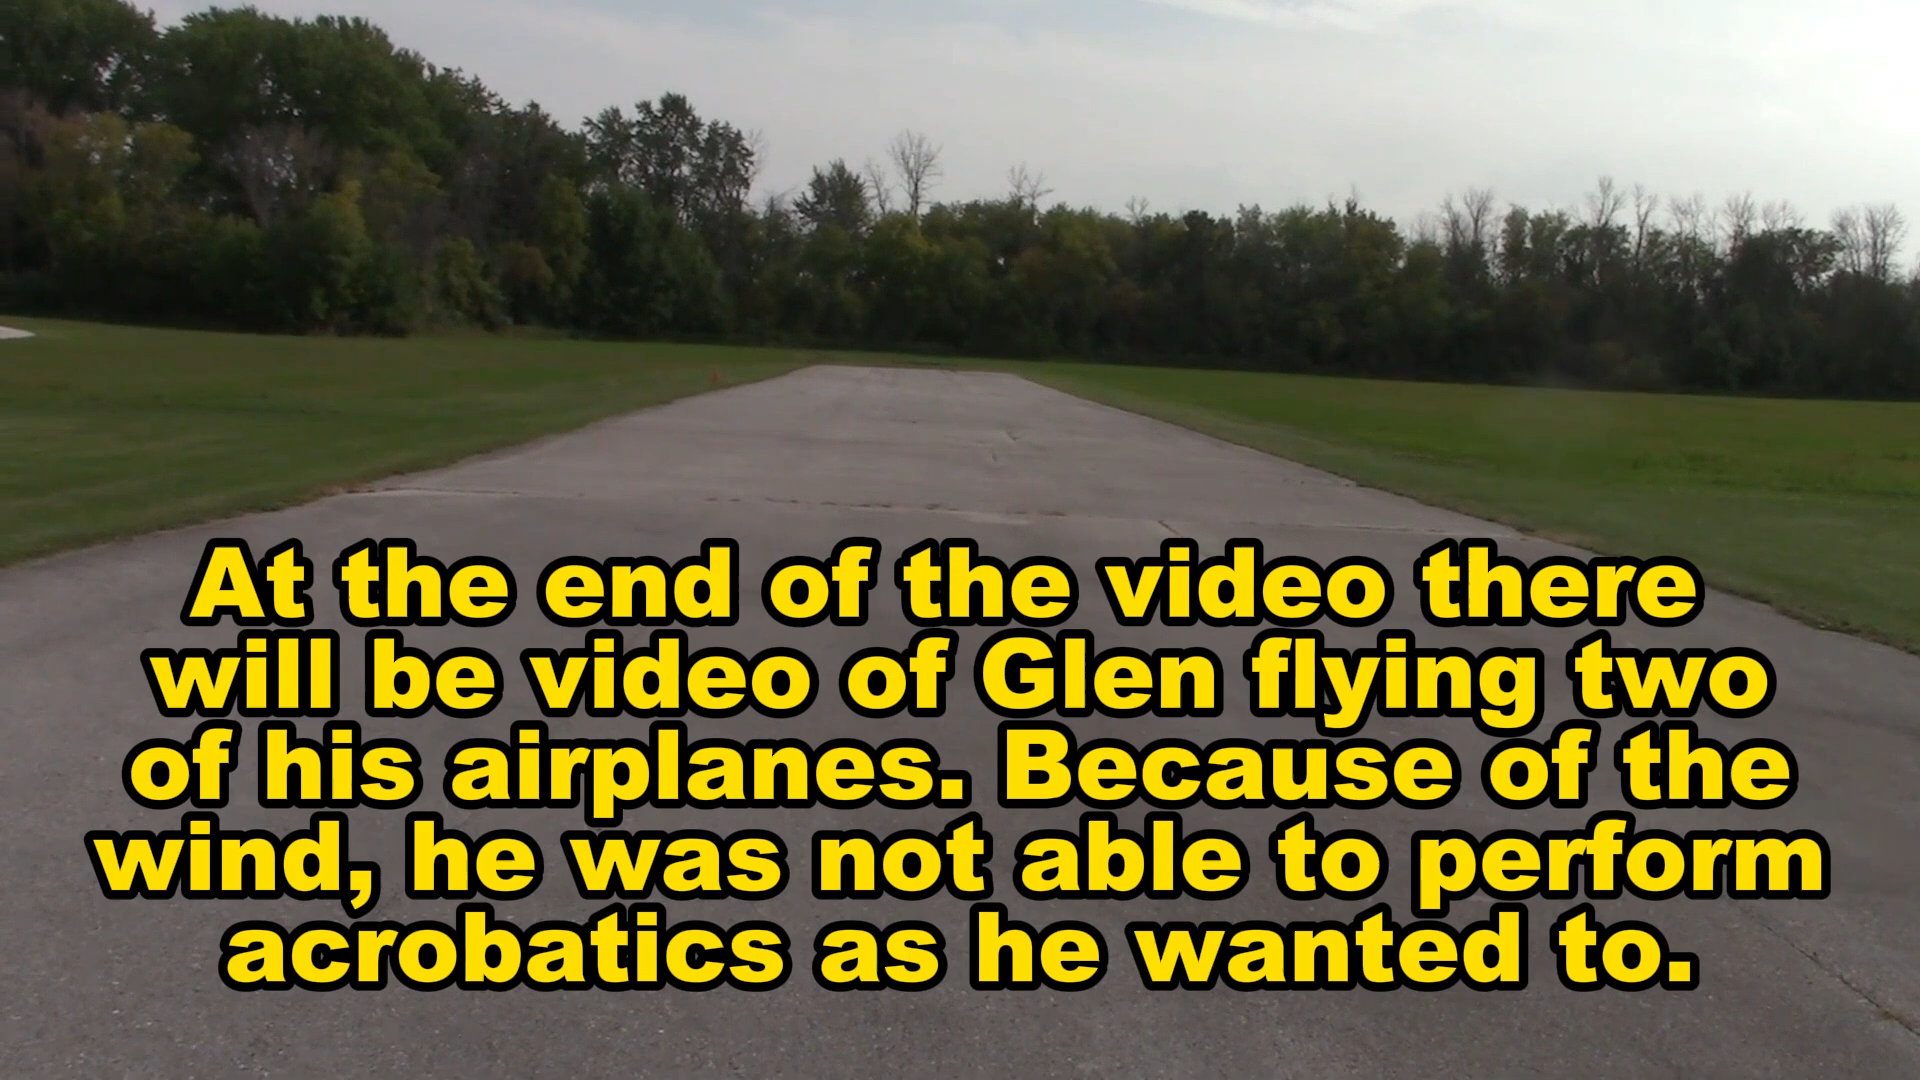 At the end of the video there
will be video of Glen flying two
of his airplanes. Because of the
wind, he was not able to perform
acrobatics as he wanted to.